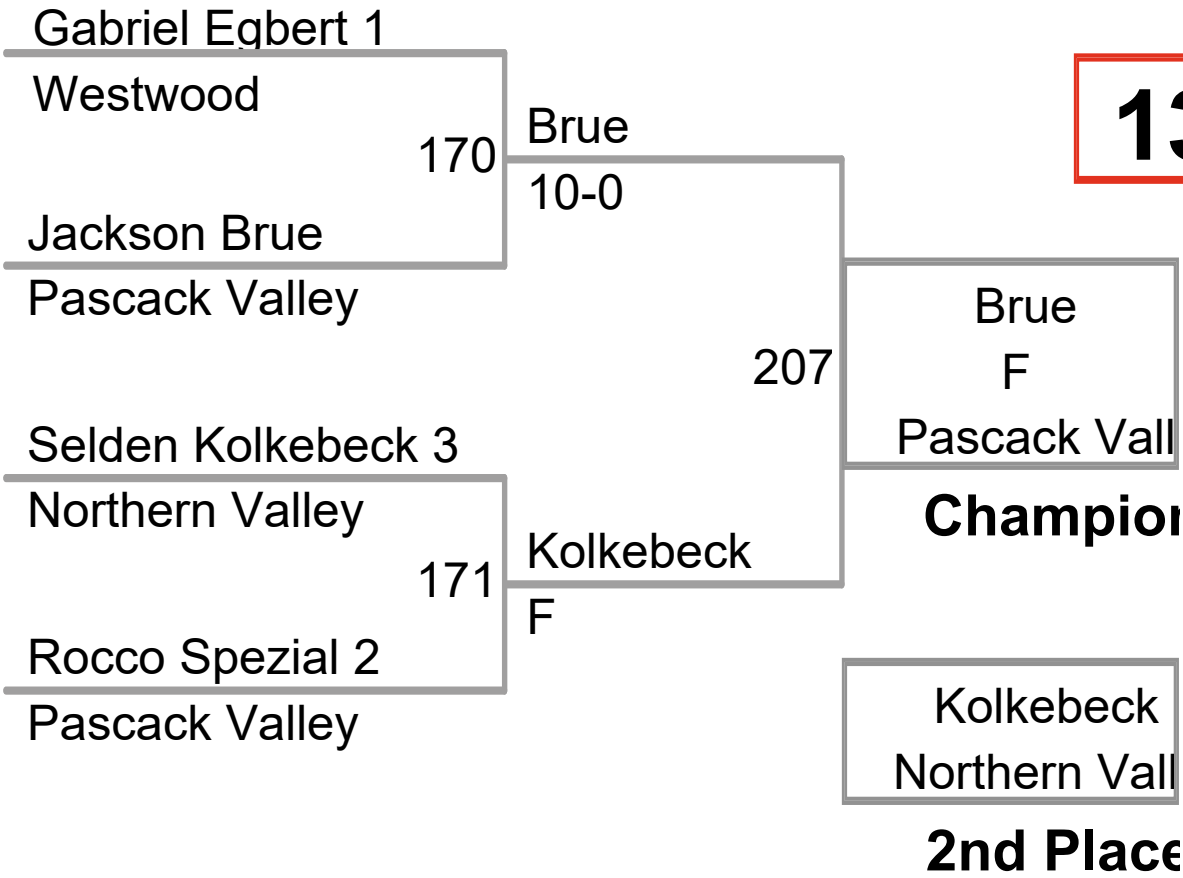 Gabriel Egbert 1
Westwood
170
Jackson Brue
Pascack Valley
Brue
10-0
Selden Kolkebeck 3
Northern Valley
171
Rocco Spezial 2
Pascack Valley
Kolkebeck
F
207
13
Brue
F
Pascack Vall
Champion
Kolkebeck
Northern Vall
2nd Place